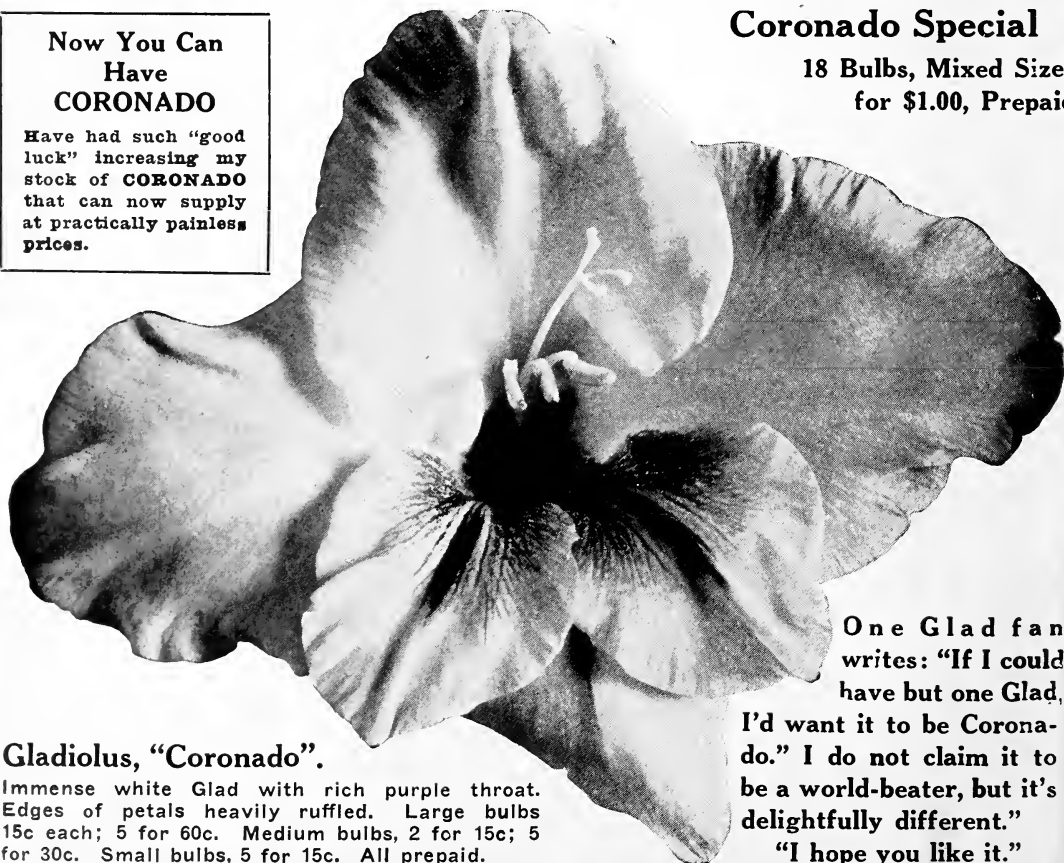 Now You Can
Have
CORONADO
Have had such "good
luck" increasing my
stock of CORONADO
that can now supply
at practically painless
prices.
Coronado Special
18 Bulbs, Mixed Size
for $1.00, Prepaid
One Glad fan
writes: "If I could
have but one Glad,
I'd want it to be Corona-
do." I do not claim it to
be a world-beater, but it's
delightfully different."
"I hope you like it."
Gladiolus, "Coronado".
Immense white Glad with rich purple throat.
Edges of petals heavily ruffled. Large bulbs
15c each; 5 for 60c. Medium bulbs, 2 for 15c; 5
for 30c. Small bulbs, 5 for 15c. All prepaid.